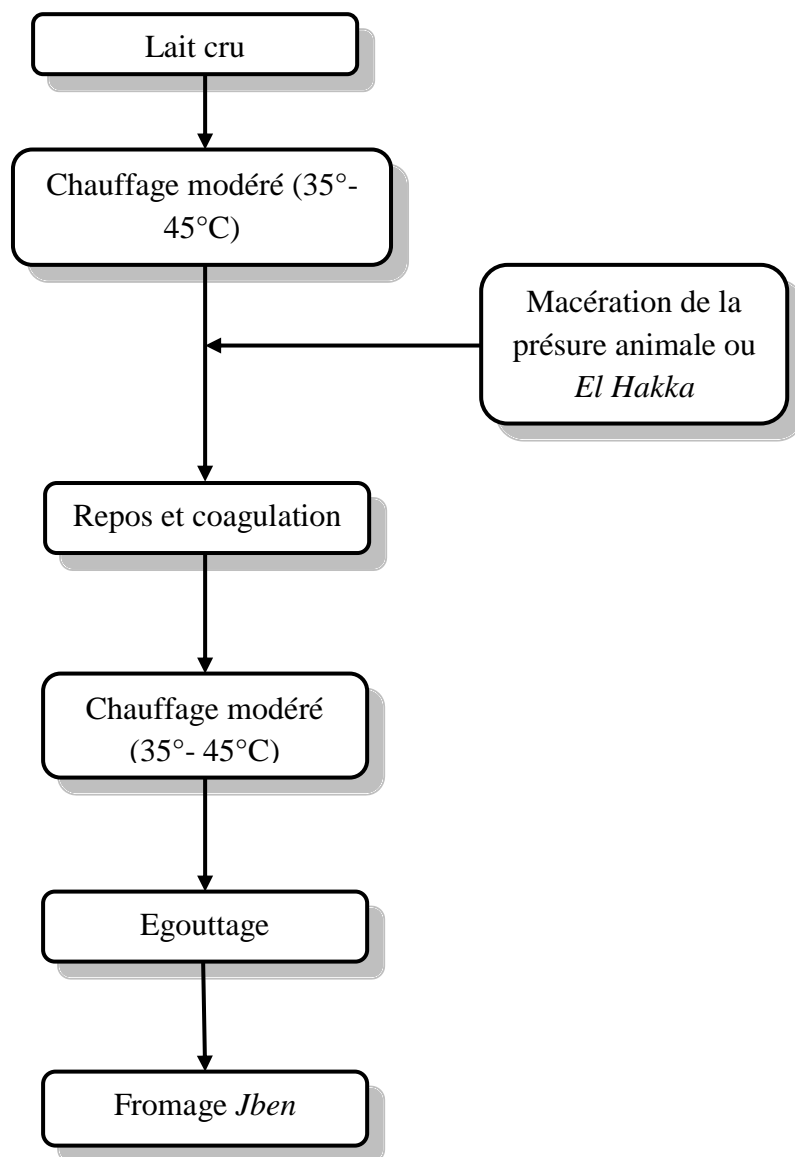 Lait cru
Chauffage modéré (35°-
45°C)
Macération de la
présure animale ou
El Hakka
Repos et coagulation
Chauffage modéré
(35°- 45°C)
Egouttage
Fromage Jben